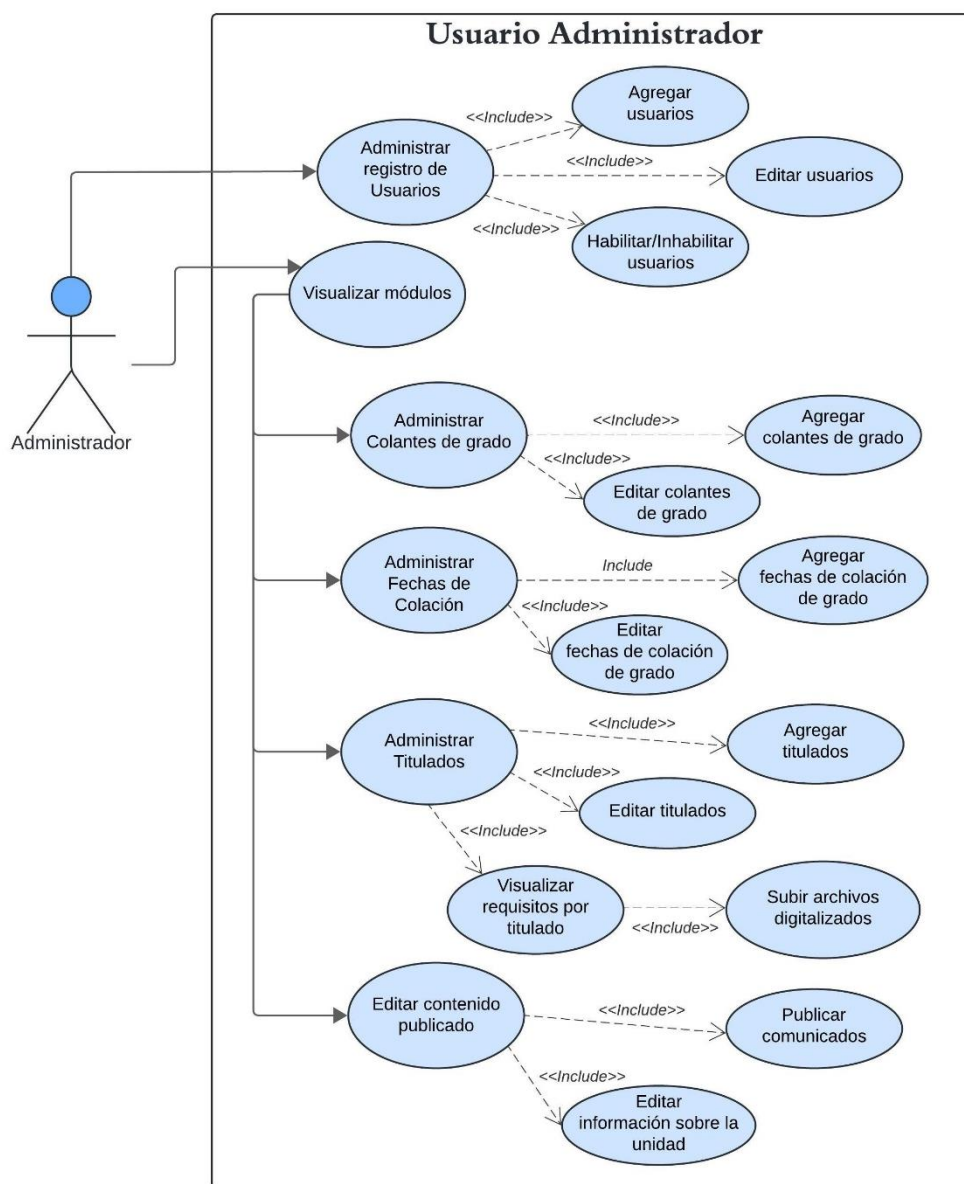 Usuario Administrador
Agregar
usuarios
<<Include>>
Administrar
registro de
Usuarios
<<Include>>
Editar usuarios
<<Include>>
Habilitar/Inhabilitar
usuarios
Visualizar módulos
Administrador
Administrar
Colantes de grado
<<Include>>
Agregar
colantes de grado
<<Include>>
Editar colantes
de grado
Administrar
Fechas de
Colación
Include
Agregar
fechas de colación
de grado
<<Include>>
Editar
fechas de colación
de grado
Administrar
Titulados
<<Include>>
Agregar
titulados
<<Include>>
Editar titulados
<<Include>>
Visualizar
requisitos por
titulado
<<Include>>
Subir archivos
digitalizados
Editar contenido
publicado
<<Include>>
Publicar
comunicados
<<Include>>
Editar
información sobre la
unidad